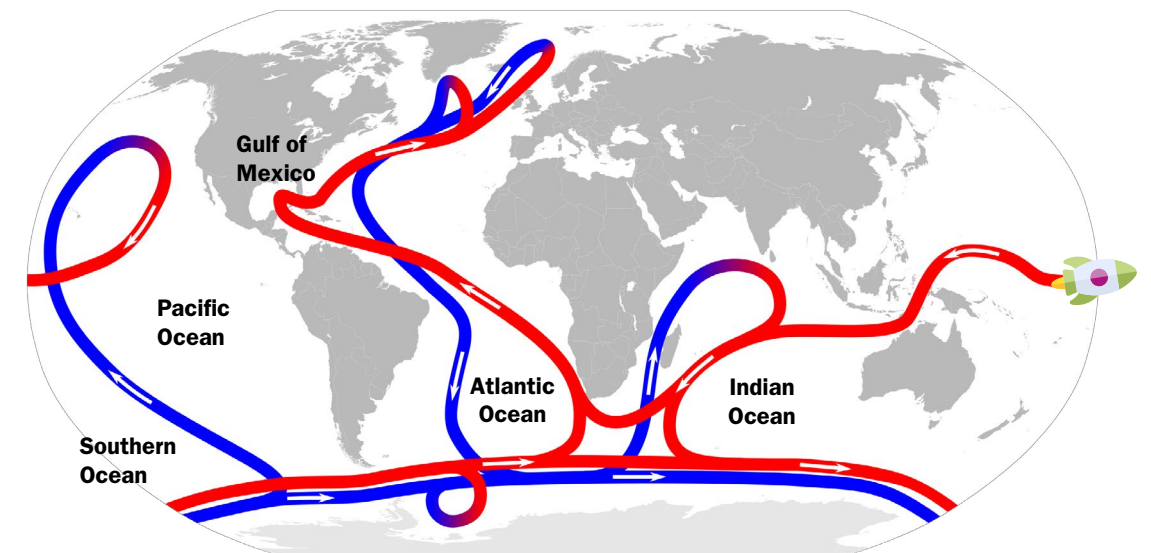 Gulf of
Mexico
Pacific
Ocean
Atlantic
Ocean
Indian
Ocean
Southern
Ocean